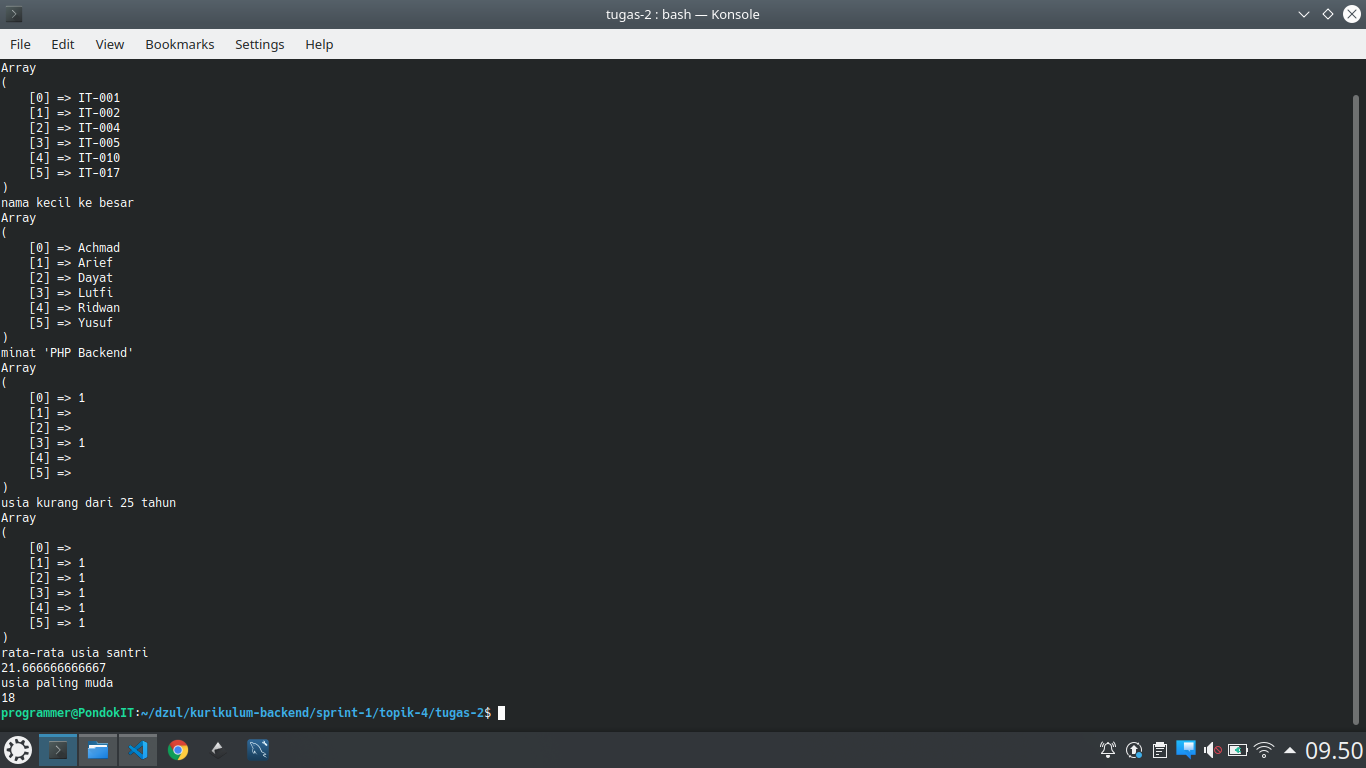 tugas-2 : bash — Konsole
File Edit View Bookmarks Settings Help
Array
(
    [0] => IT-001
    [1] => IT-002
    [2] => IT-004
    [3] => IT-005
    [4] => IT-010
    [5] => IT-017
)
nama kecil ke besar
Array
(
    [0] => Achmad
    [1] => Arief
    [2] => Dayat
    [3] => Lutfi
    [4] => Ridwan
    [5] => Yusuf
)
minat 'PHP Backend'
Array
(
    [0] => 1
    [1] =>
    [2] =>
    [3] => 1
    [4] =>
    [5] =>
)
usia kurang dari 25 tahun
Array
(
    [0] =>
    [1] => 1
    [2] => 1
    [3] => 1
    [4] => 1
    [5] => 1
)
rata-rata usia santri
21.666666666667
usia paling muda
18
programmer@PondokIT:~/dzul/kurikulum-backend/sprint-1/topik-4/tugas-2$
09.50